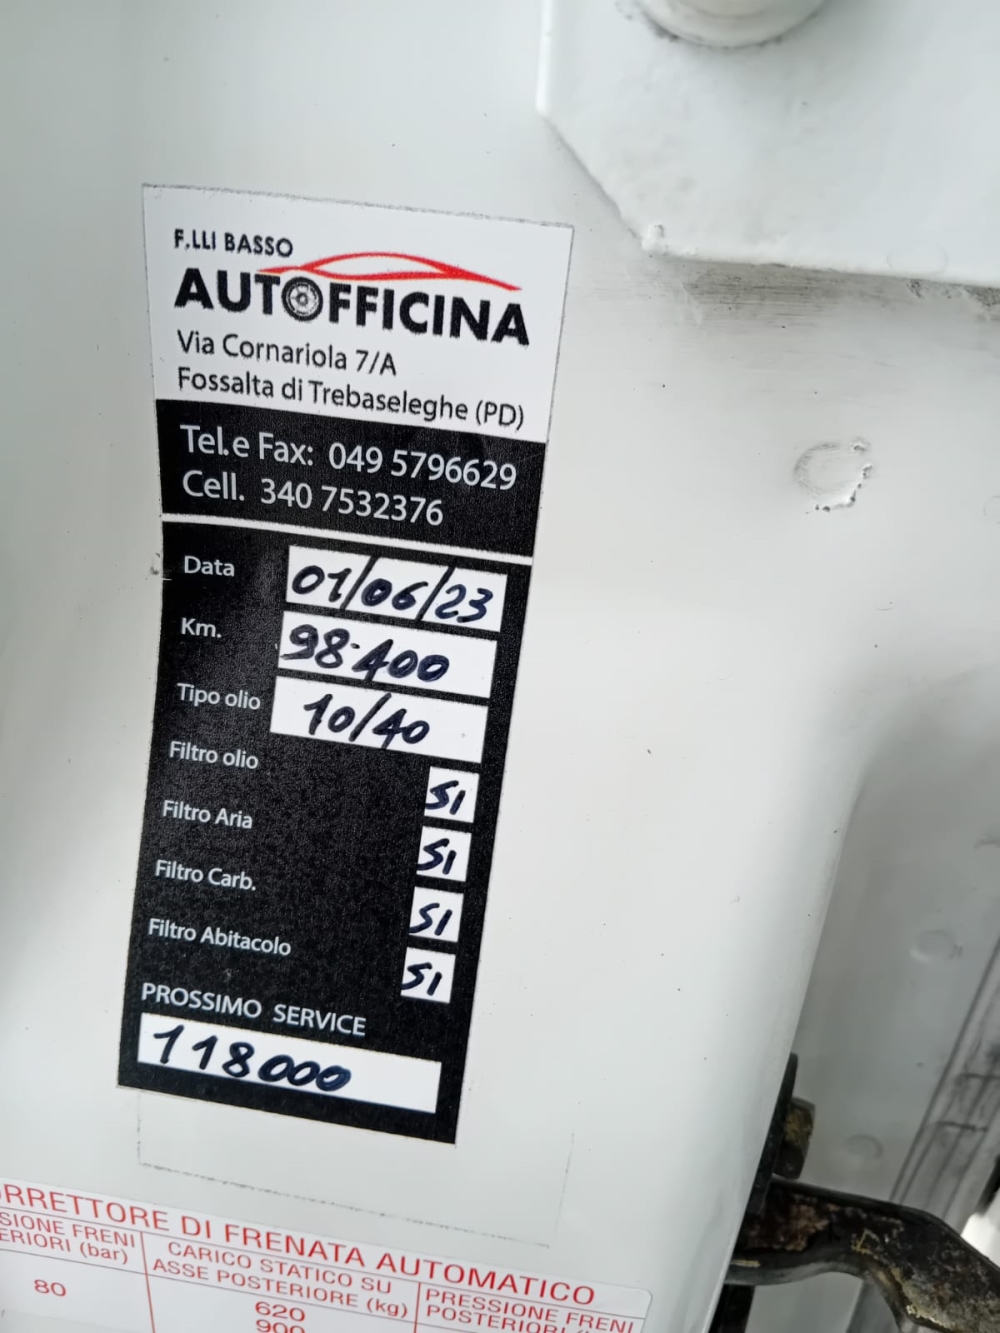 F.LLI BASSO
AUTOFFICINA
Via Cornariola 7/A
Fossalta di Trebaseleghe (PD)
Tel.e Fax: 049 5796629
Cell. 340 7532376
Data 01/06/23
Km. 98.400
Tipo olio 10/40
Filtro olio SI
Filtro Aria SI
Filtro Carb. SI
Filtro Abitacolo SI
PROSSIMO SERVICE
118000
ORRETTORE DI FRENATA AUTOMATICO
SIONE FRENI
ERIORI (bar)
80
CARICO STATICO SU
ASSE POSTERIORE (kg)
620
900
PRESSIONE FRENI
POSTERIORI